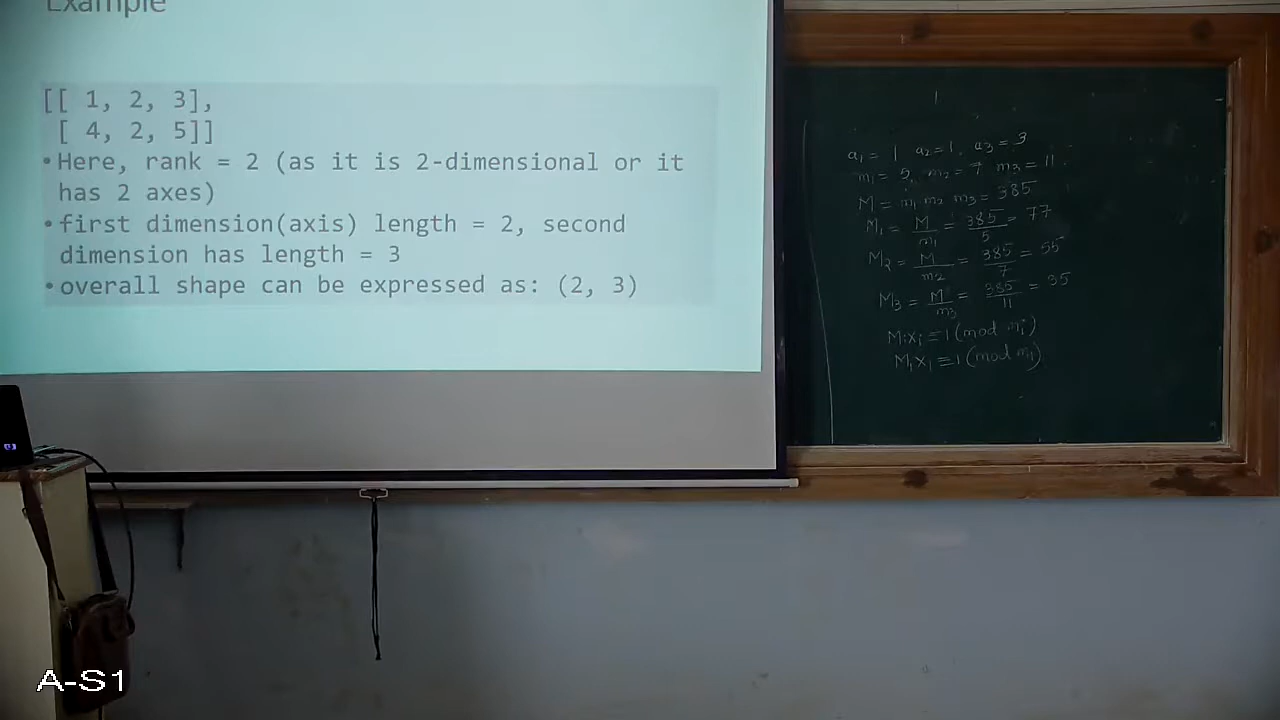 Example
[[ 1, 2, 3],
[ 4, 2, 5]]
•Here, rank = 2 (as it is 2-dimensional or it
has 2 axes)
•first dimension(axis) length = 2, second
dimension has length = 3
•overall shape can be expressed as: (2, 3)
1
a₁ = 1 a₂ = 1, a₃ = 3
m₁ = 5, m₂ = 7 m₃ = 11
M = m₁ m₂ m₃ = 385
M₁ = M/m₁ = 385/5 = 77
M₂ = M/m₂ = 385/7 = 55
M₃ = M/m₃ = 385/11 = 35
Mᵢxᵢ ≡ 1 (mod mᵢ)
M₁x₁ ≡ 1 (mod m₁)
A-S1